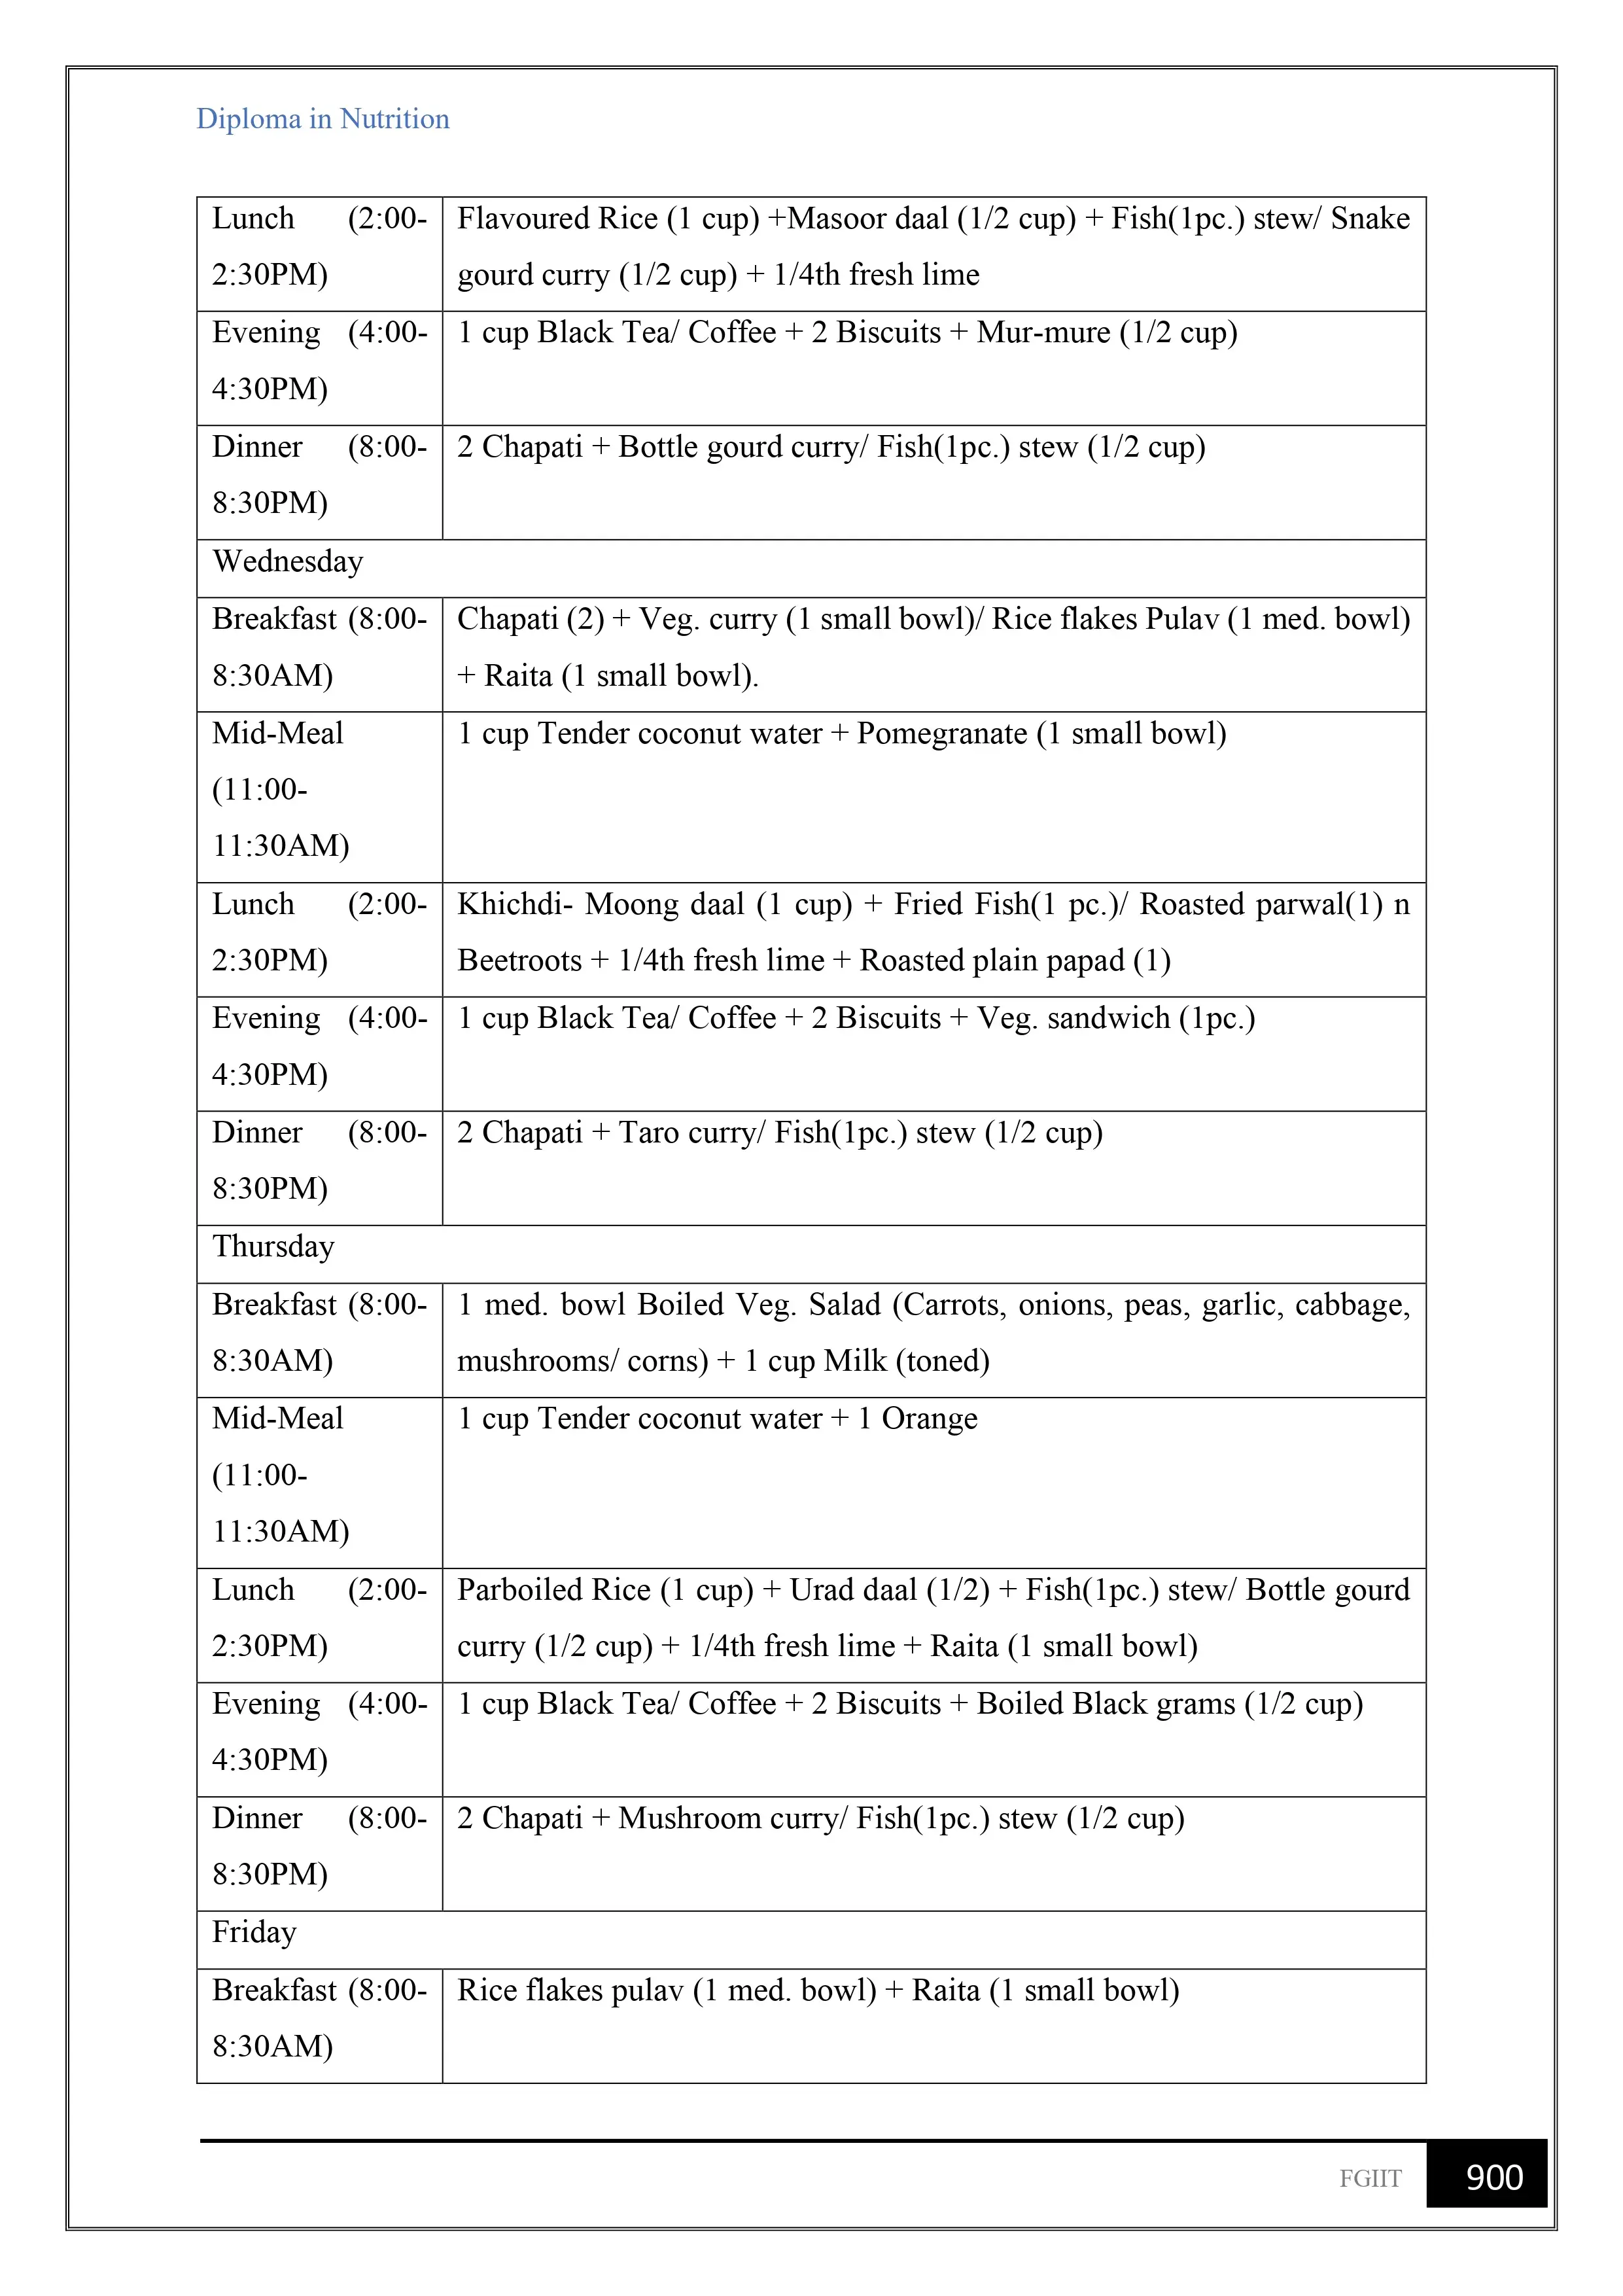 Diploma in Nutrition
Lunch (2:00-
2:30PM)
Flavoured Rice (1 cup) +Masoor daal (1/2 cup) + Fish(1pc.) stew/ Snake
gourd curry (1/2 cup) + 1/4th fresh lime
Evening (4:00-
4:30PM)
1 cup Black Tea/ Coffee + 2 Biscuits + Mur-mure (1/2 cup)
Dinner (8:00-
8:30PM)
2 Chapati + Bottle gourd curry/ Fish(1pc.) stew (1/2 cup)
Wednesday
Breakfast (8:00-
8:30AM)
Chapati (2) + Veg. curry (1 small bowl)/ Rice flakes Pulav (1 med. bowl)
+ Raita (1 small bowl).
Mid-Meal
(11:00-
11:30AM)
1 cup Tender coconut water + Pomegranate (1 small bowl)
Lunch (2:00-
2:30PM)
Khichdi- Moong daal (1 cup) + Fried Fish(1 pc.)/ Roasted parwal(1) n
Beetroots + 1/4th fresh lime + Roasted plain papad (1)
Evening (4:00-
4:30PM)
1 cup Black Tea/ Coffee + 2 Biscuits + Veg. sandwich (1pc.)
Dinner (8:00-
8:30PM)
2 Chapati + Taro curry/ Fish(1pc.) stew (1/2 cup)
Thursday
Breakfast (8:00-
8:30AM)
1 med. bowl Boiled Veg. Salad (Carrots, onions, peas, garlic, cabbage,
mushrooms/ corns) + 1 cup Milk (toned)
Mid-Meal
(11:00-
11:30AM)
1 cup Tender coconut water + 1 Orange
Lunch (2:00-
2:30PM)
Parboiled Rice (1 cup) + Urad daal (1/2) + Fish(1pc.) stew/ Bottle gourd
curry (1/2 cup) + 1/4th fresh lime + Raita (1 small bowl)
Evening (4:00-
4:30PM)
1 cup Black Tea/ Coffee + 2 Biscuits + Boiled Black grams (1/2 cup)
Dinner (8:00-
8:30PM)
2 Chapati + Mushroom curry/ Fish(1pc.) stew (1/2 cup)
Friday
Breakfast (8:00-
8:30AM)
Rice flakes pulav (1 med. bowl) + Raita (1 small bowl)
FGIIT 900